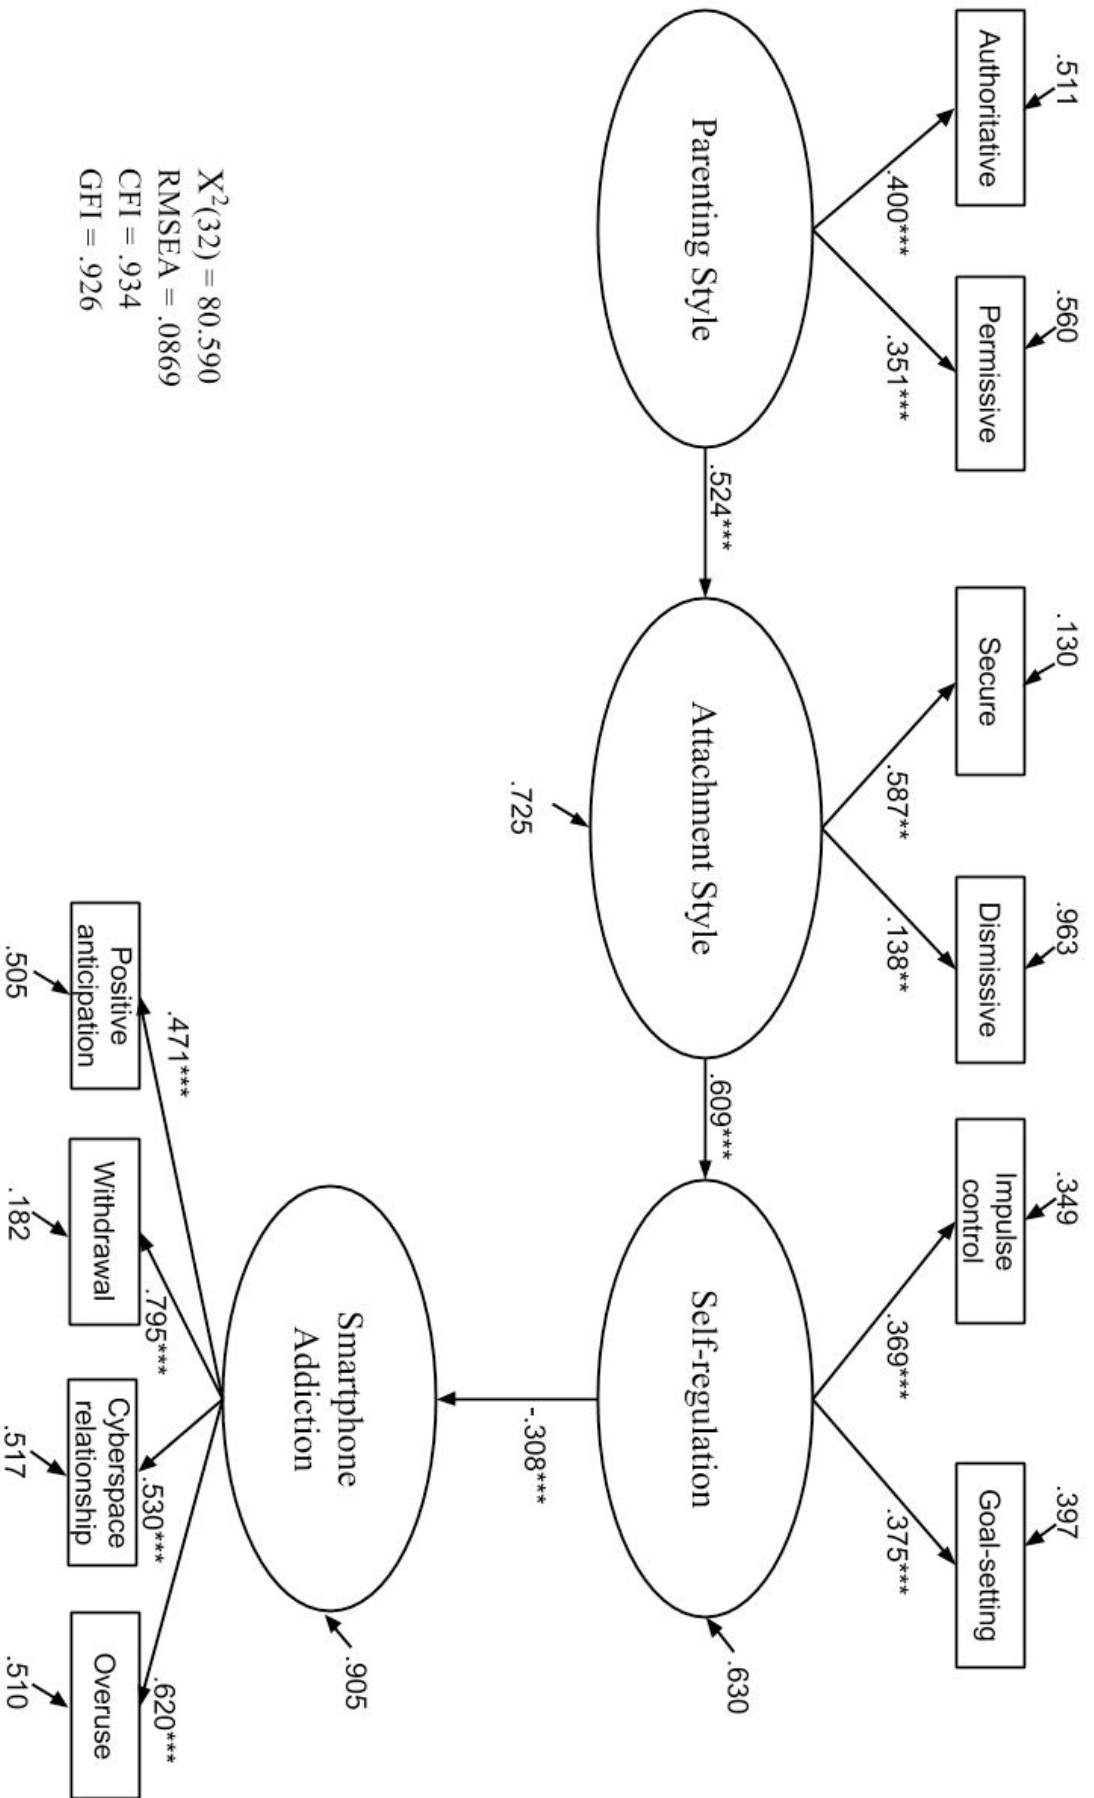 .511
.560
.130
.963
.349
.397
Authoritative
Permissive
Secure
Dismissive
Impulse
control
Goal-setting
.400***
.351***
.587**
.138**
.369***
.375***
Parenting Style
.524***
Attachment Style
.609***
Self-regulation
.725
.630
-.308***
X²(32) = 80.590
RMSEA = .0869
CFI = .934
GFI = .926
Smartphone
Addiction
.905
.471***
.795***
.530***
.620***
Positive
anticipation
Withdrawal
Cyberspace
relationship
Overuse
.505
.182
.517
.510